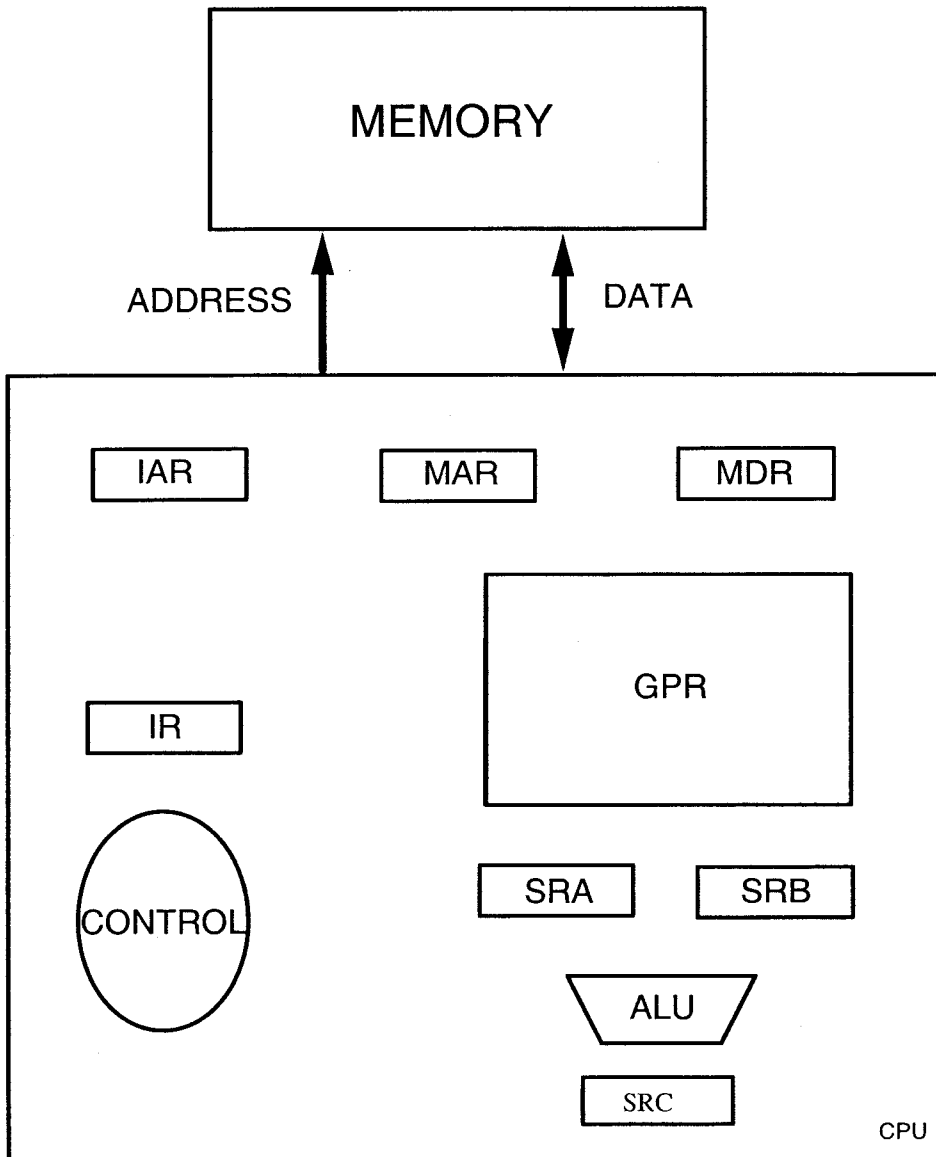 MEMORY
ADDRESS
DATA
IAR
MAR
MDR
GPR
IR
SRA
SRB
CONTROL
ALU
SRC
CPU